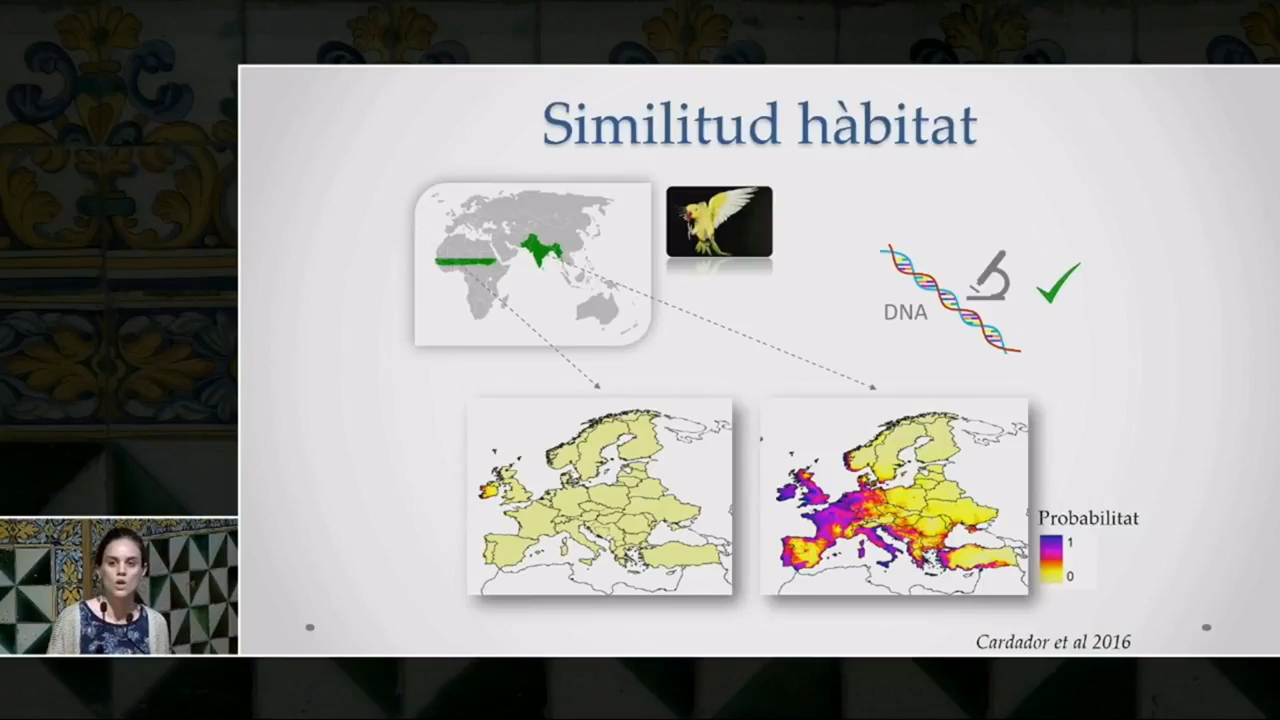 Similitud hàbitat
DNA
Probabilitat
1
0
Cardador et al 2016